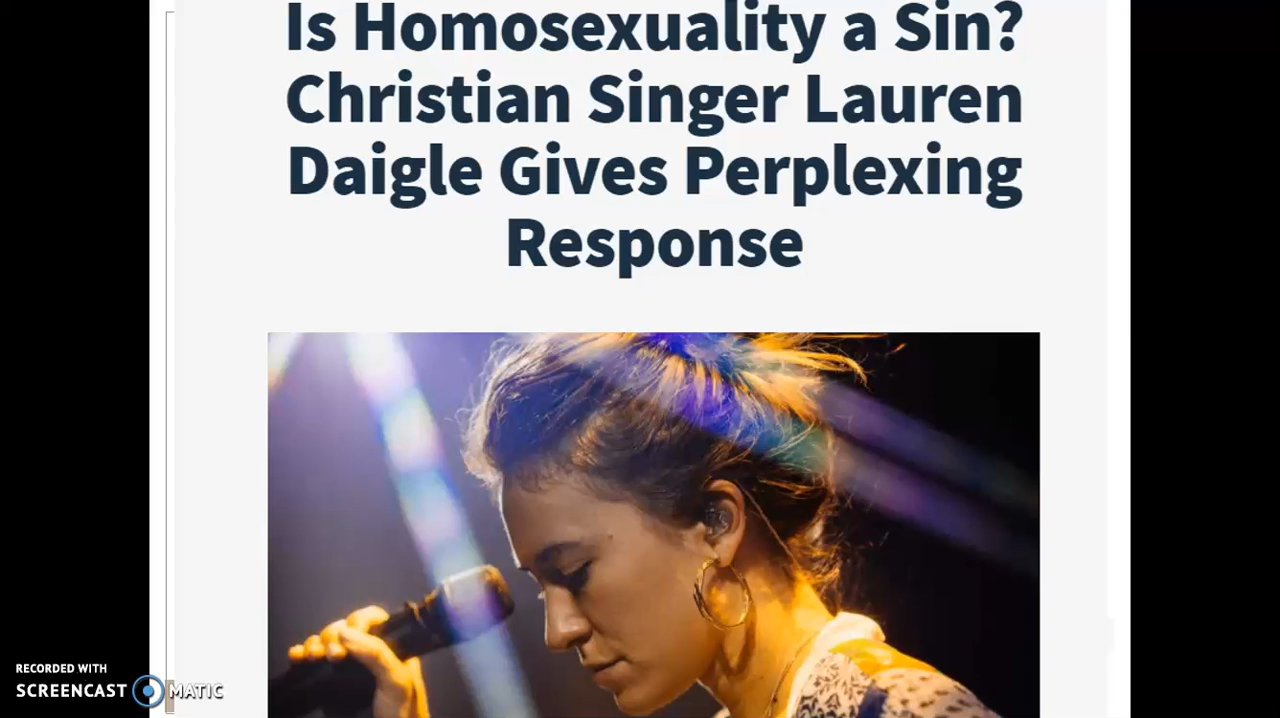 Is Homosexuality a Sin?
Christian Singer Lauren
Daigle Gives Perplexing
Response
RECORDED WITH
SCREENCAST MATIC